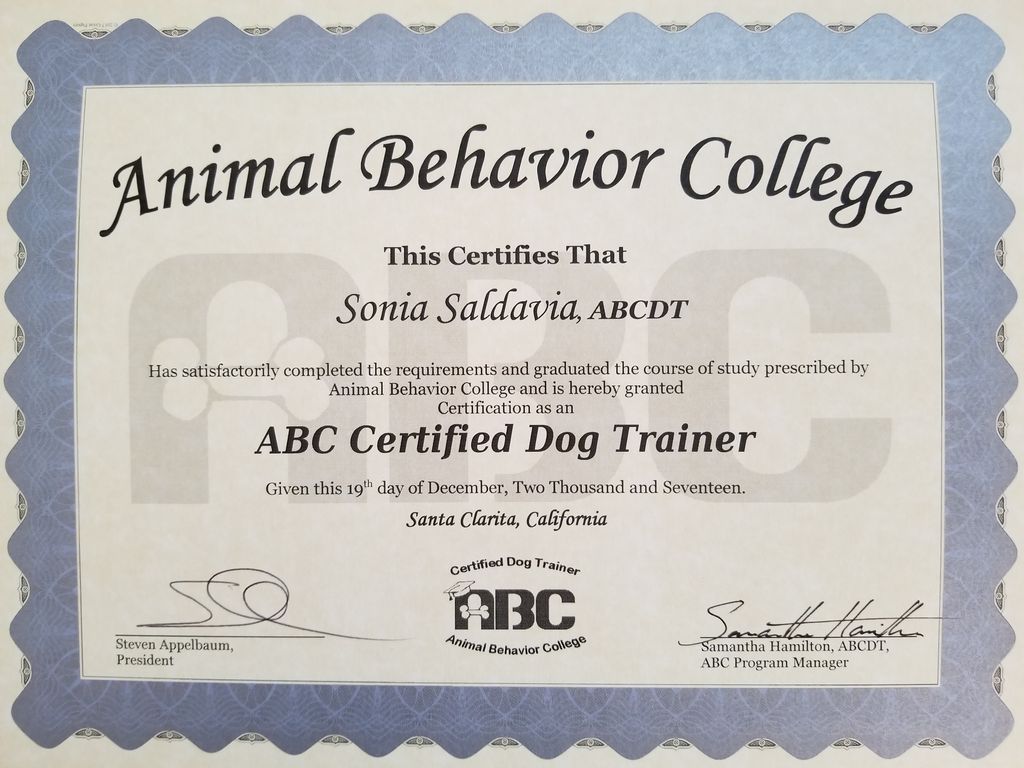 Animal Behavior College
This Certifies That
Sonia Saldavia, ABCDT
Has satisfactorily completed the requirements and graduated the course of study prescribed by
Animal Behavior College and is hereby granted
Certification as an
ABC Certified Dog Trainer
Given this 19th day of December, Two Thousand and Seventeen.
Santa Clarita, California
Certified Dog Trainer
ABC
Animal Behavior College
Steven Appelbaum,
President
Samantha Hamilton
Samantha Hamilton, ABCDT,
ABC Program Manager
ABC